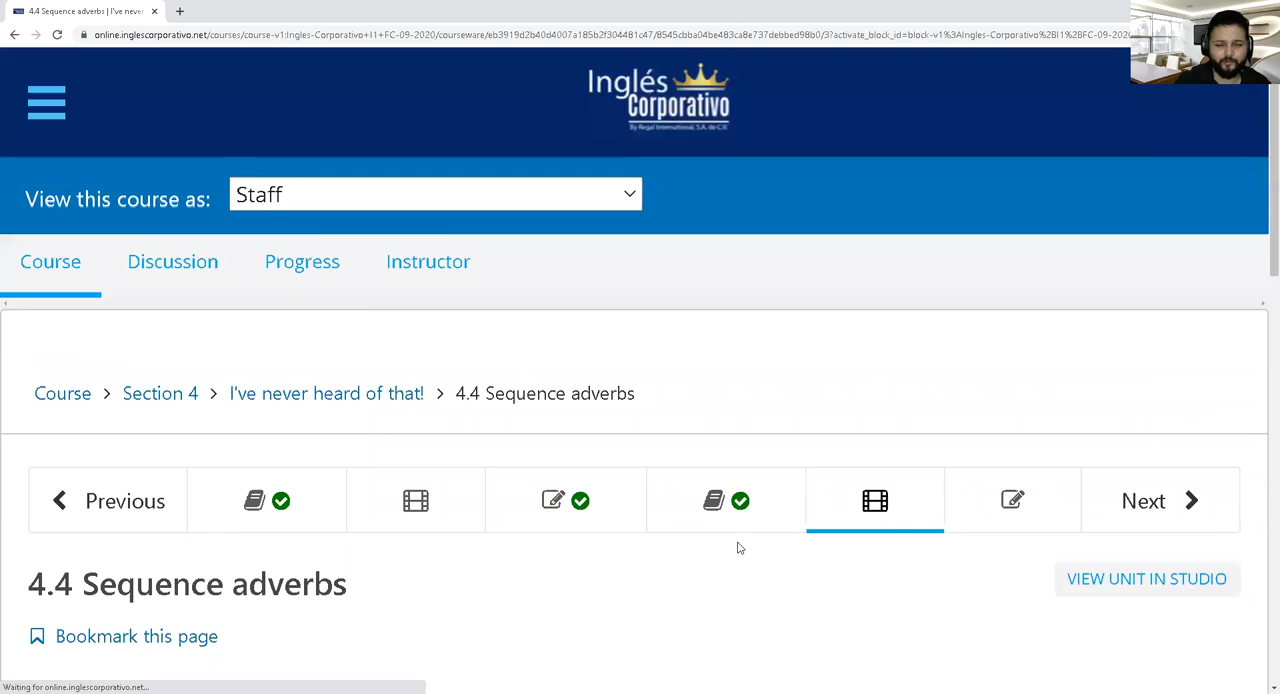 4.4 Sequence adverbs | I've never
online.inglescorporativo.net/courses/course-v1:Ingles-Corporativo+I1+FC-09-2020/courseware/eb3919d2b40d4007a185b2f304481c47/8545cbba04be483ca8e737debbed98b0/3?activate_block_id=block-v1%3AIngles-Corporativo%2BI1%2BFC-09-2020
Inglés
Corporativo
By Regal International, S.A. de C.V.
View this course as: Staff
Course Discussion Progress Instructor
Course > Section 4 > I've never heard of that! > 4.4 Sequence adverbs
Previous Next
4.4 Sequence adverbs
VIEW UNIT IN STUDIO
Bookmark this page
Waiting for online.inglescorporativo.net...